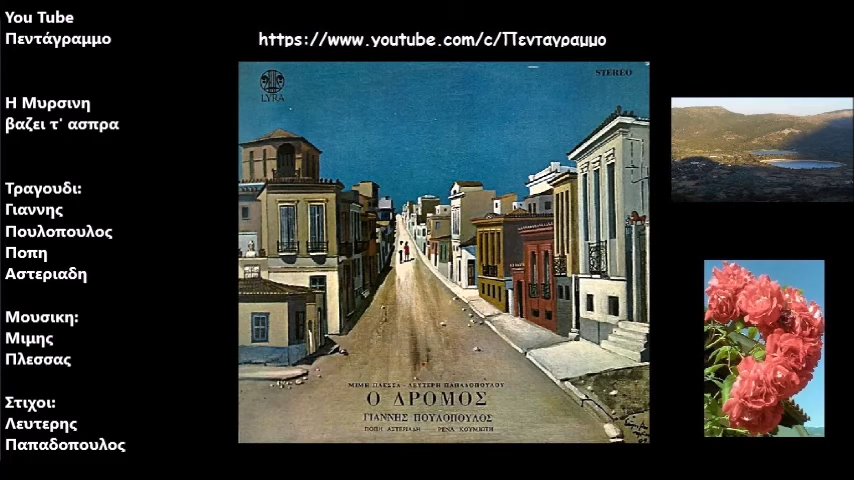 You Tube
Πεντάγραμμο
https://www.youtube.com/c/Πενταγραμμο
Η Μυρσινη
βαζει τ' ασπρα
Τραγουδι:
Γιαννης
Πουλοπουλος
Ποπη
Αστεριαδη
Μουσικη:
Μιμης
Πλεσσας
Στιχοι:
Λευτερης
Παπαδοπουλος
LYRA
STEREO
ΜΙΜΗ ΠΛΕΣΣΑ - ΛΕΥΤΕΡΗ ΠΑΠΑΔΟΠΟΥΛΟΥ
Ο ΔΡΟΜΟΣ
ΓΙΑΝΝΗΣ ΠΟΥΛΟΠΟΥΛΟΣ
ΠΟΠΗ ΑΣΤΕΡΙΑΔΗ — ΡΕΝΑ ΚΟΥΜΙΩΤΗ